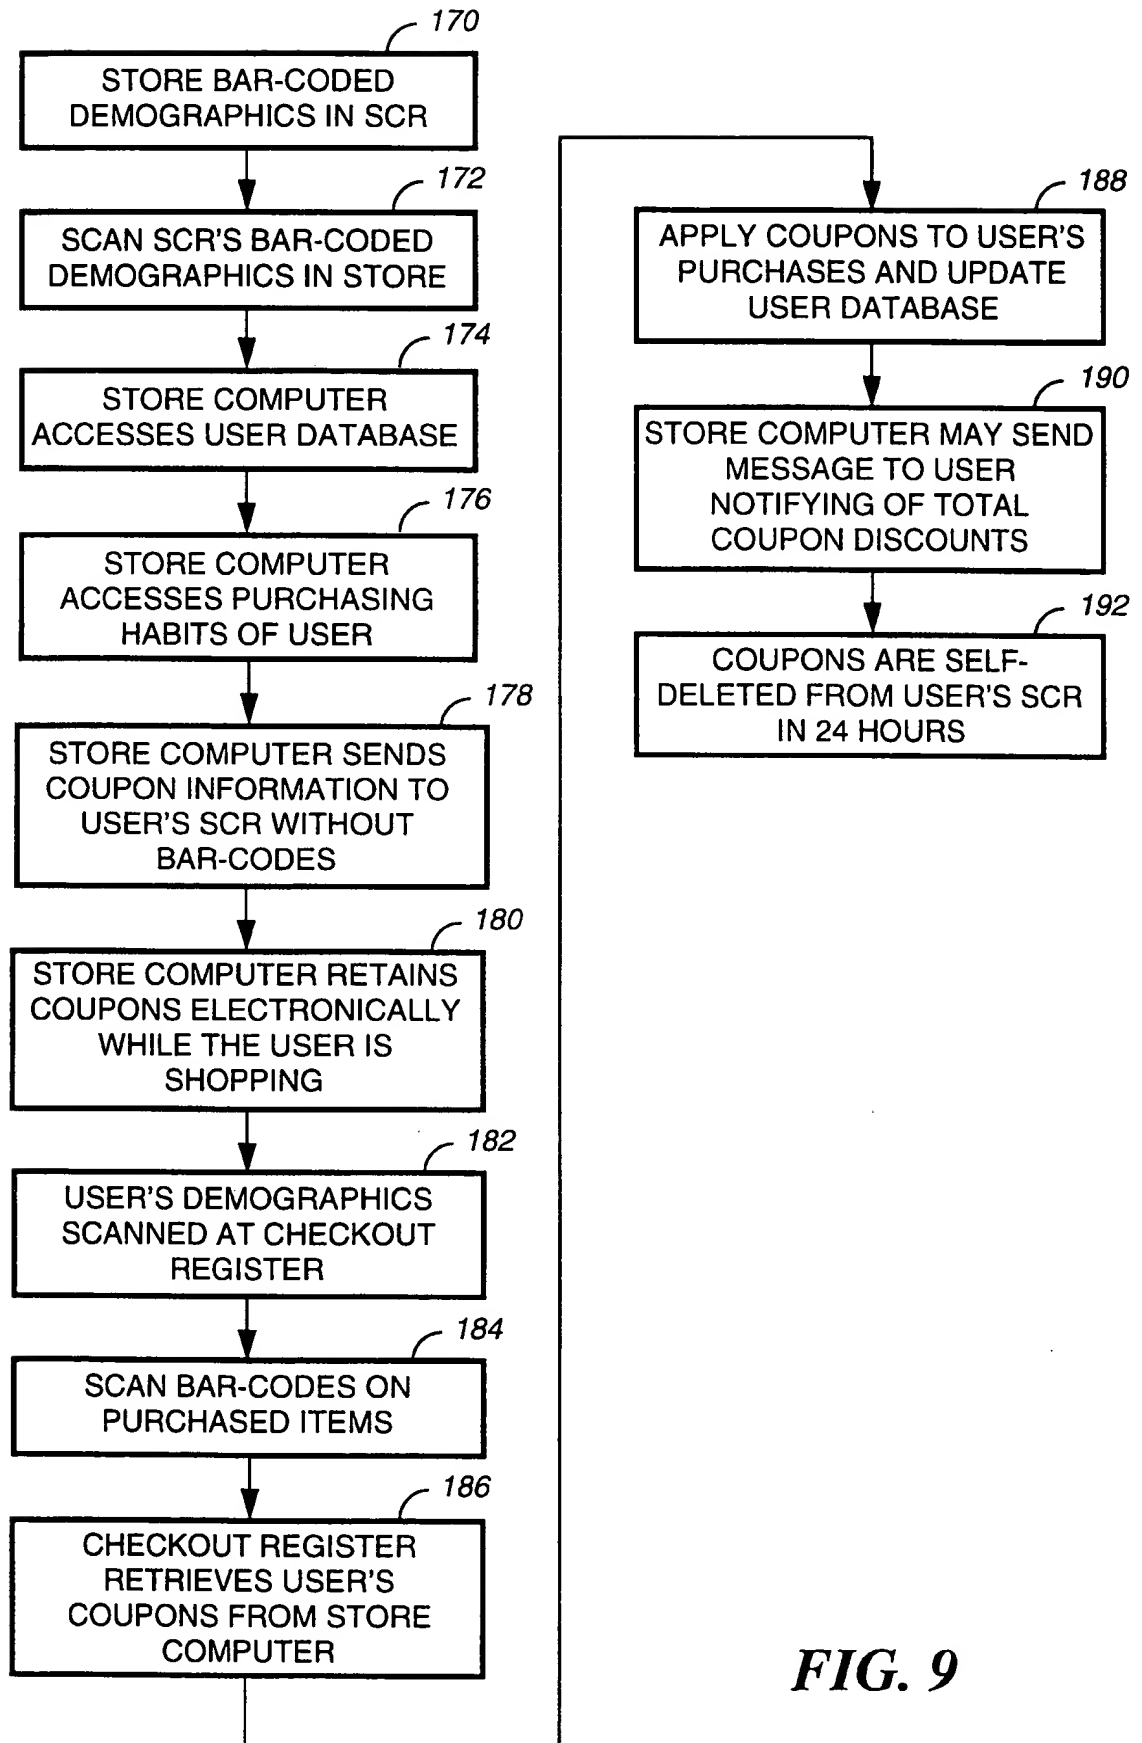 170
STORE BAR-CODED
DEMOGRAPHICS IN SCR
172
SCAN SCR'S BAR-CODED
DEMOGRAPHICS IN STORE
174
STORE COMPUTER
ACCESSES USER DATABASE
176
STORE COMPUTER
ACCESSES PURCHASING
HABITS OF USER
178
STORE COMPUTER SENDS
COUPON INFORMATION TO
USER'S SCR WITHOUT
BAR-CODES
180
STORE COMPUTER RETAINS
COUPONS ELECTRONICALLY
WHILE THE USER IS
SHOPPING
182
USER'S DEMOGRAPHICS
SCANNED AT CHECKOUT
REGISTER
184
SCAN BAR-CODES ON
PURCHASED ITEMS
186
CHECKOUT REGISTER
RETRIEVES USER'S
COUPONS FROM STORE
COMPUTER
188
APPLY COUPONS TO USER'S
PURCHASES AND UPDATE
USER DATABASE
190
STORE COMPUTER MAY SEND
MESSAGE TO USER
NOTIFYING OF TOTAL
COUPON DISCOUNTS
192
COUPONS ARE SELF-
DELETED FROM USER'S SCR
IN 24 HOURS
FIG. 9